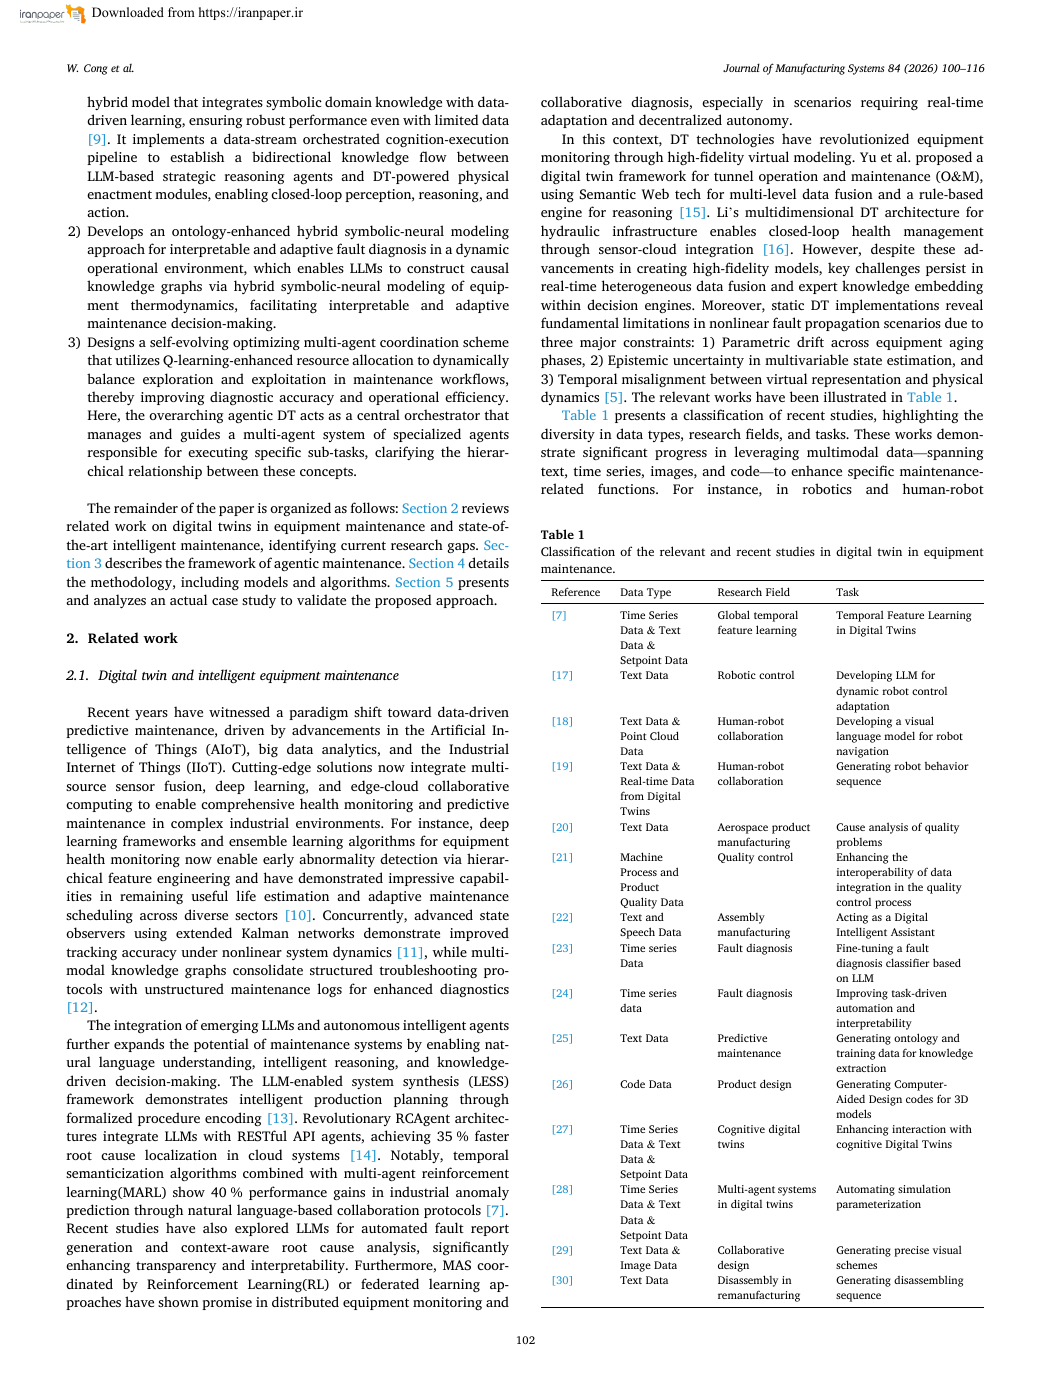 iranpaper
Downloaded from https://iranpaper.ir
W. Cong et al.
Journal of Manufacturing Systems 84 (2026) 100–116
hybrid model that integrates symbolic domain knowledge with data-
driven learning, ensuring robust performance even with limited data
[9]. It implements a data-stream orchestrated cognition-execution
pipeline to establish a bidirectional knowledge flow between
LLM-based strategic reasoning agents and DT-powered physical
enactment modules, enabling closed-loop perception, reasoning, and
action.
2) Develops an ontology-enhanced hybrid symbolic-neural modeling
approach for interpretable and adaptive fault diagnosis in a dynamic
operational environment, which enables LLMs to construct causal
knowledge graphs via hybrid symbolic-neural modeling of equip-
ment thermodynamics, facilitating interpretable and adaptive
maintenance decision-making.
3) Designs a self-evolving optimizing multi-agent coordination scheme
that utilizes Q-learning-enhanced resource allocation to dynamically
balance exploration and exploitation in maintenance workflows,
thereby improving diagnostic accuracy and operational efficiency.
Here, the overarching agentic DT acts as a central orchestrator that
manages and guides a multi-agent system of specialized agents
responsible for executing specific sub-tasks, clarifying the hierar-
chical relationship between these concepts.
The remainder of the paper is organized as follows: Section 2 reviews
related work on digital twins in equipment maintenance and state-of-
the-art intelligent maintenance, identifying current research gaps. Sec-
tion 3 describes the framework of agentic maintenance. Section 4 details
the methodology, including models and algorithms. Section 5 presents
and analyzes an actual case study to validate the proposed approach.
2. Related work
2.1. Digital twin and intelligent equipment maintenance
Recent years have witnessed a paradigm shift toward data-driven
predictive maintenance, driven by advancements in the Artificial In-
telligence of Things (AIoT), big data analytics, and the Industrial
Internet of Things (IIoT). Cutting-edge solutions now integrate multi-
source sensor fusion, deep learning, and edge-cloud collaborative
computing to enable comprehensive health monitoring and predictive
maintenance in complex industrial environments. For instance, deep
learning frameworks and ensemble learning algorithms for equipment
health monitoring now enable early abnormality detection via hierar-
chical feature engineering and have demonstrated impressive capabil-
ities in remaining useful life estimation and adaptive maintenance
scheduling across diverse sectors [10]. Concurrently, advanced state
observers using extended Kalman networks demonstrate improved
tracking accuracy under nonlinear system dynamics [11], while multi-
modal knowledge graphs consolidate structured troubleshooting pro-
tocols with unstructured maintenance logs for enhanced diagnostics
[12].
The integration of emerging LLMs and autonomous intelligent agents
further expands the potential of maintenance systems by enabling nat-
ural language understanding, intelligent reasoning, and knowledge-
driven decision-making. The LLM-enabled system synthesis (LESS)
framework demonstrates intelligent production planning through
formalized procedure encoding [13]. Revolutionary RCAgent architec-
tures integrate LLMs with RESTful API agents, achieving 35 % faster
root cause localization in cloud systems [14]. Notably, temporal
semanticization algorithms combined with multi-agent reinforcement
learning(MARL) show 40 % performance gains in industrial anomaly
prediction through natural language-based collaboration protocols [7].
Recent studies have also explored LLMs for automated fault report
generation and context-aware root cause analysis, significantly
enhancing transparency and interpretability. Furthermore, MAS coor-
dinated by Reinforcement Learning(RL) or federated learning ap-
proaches have shown promise in distributed equipment monitoring and
collaborative diagnosis, especially in scenarios requiring real-time
adaptation and decentralized autonomy.
In this context, DT technologies have revolutionized equipment
monitoring through high-fidelity virtual modeling. Yu et al. proposed a
digital twin framework for tunnel operation and maintenance (O&M),
using Semantic Web tech for multi-level data fusion and a rule-based
engine for reasoning [15]. Li's multidimensional DT architecture for
hydraulic infrastructure enables closed-loop health management
through sensor-cloud integration [16]. However, despite these ad-
vancements in creating high-fidelity models, key challenges persist in
real-time heterogeneous data fusion and expert knowledge embedding
within decision engines. Moreover, static DT implementations reveal
fundamental limitations in nonlinear fault propagation scenarios due to
three major constraints: 1) Parametric drift across equipment aging
phases, 2) Epistemic uncertainty in multivariable state estimation, and
3) Temporal misalignment between virtual representation and physical
dynamics [5]. The relevant works have been illustrated in Table 1.
Table 1 presents a classification of recent studies, highlighting the
diversity in data types, research fields, and tasks. These works demon-
strate significant progress in leveraging multimodal data—spanning
text, time series, images, and code—to enhance specific maintenance-
related functions. For instance, in robotics and human-robot
Table 1
Classification of the relevant and recent studies in digital twin in equipment
maintenance.
Reference Data Type Research Field Task
[7] Time Series Global temporal Temporal Feature Learning
Data & Text feature learning in Digital Twins
Data &
Setpoint Data
[17] Text Data Robotic control Developing LLM for
dynamic robot control
adaptation
[18] Text Data & Human-robot Developing a visual
Point Cloud collaboration language model for robot
Data navigation
[19] Text Data & Human-robot Generating robot behavior
Real-time Data collaboration sequence
from Digital
Twins
[20] Text Data Aerospace product Cause analysis of quality
manufacturing problems
[21] Machine Quality control Enhancing the
Process and interoperability of data
Product integration in the quality
Quality Data control process
[22] Text and Assembly Acting as a Digital
Speech Data manufacturing Intelligent Assistant
[23] Time series Fault diagnosis Fine-tuning a fault
Data diagnosis classifier based
on LLM
[24] Time series Fault diagnosis Improving task-driven
data automation and
interpretability
[25] Text Data Predictive Generating ontology and
maintenance training data for knowledge
extraction
[26] Code Data Product design Generating Computer-
Aided Design codes for 3D
models
[27] Time Series Cognitive digital Enhancing interaction with
Data & Text twins cognitive Digital Twins
Data &
Setpoint Data
[28] Time Series Multi-agent systems Automating simulation
Data & Text in digital twins parameterization
Data &
Setpoint Data
[29] Text Data & Collaborative Generating precise visual
Image Data design schemes
[30] Text Data Disassembly in Generating disassembling
remanufacturing sequence
102